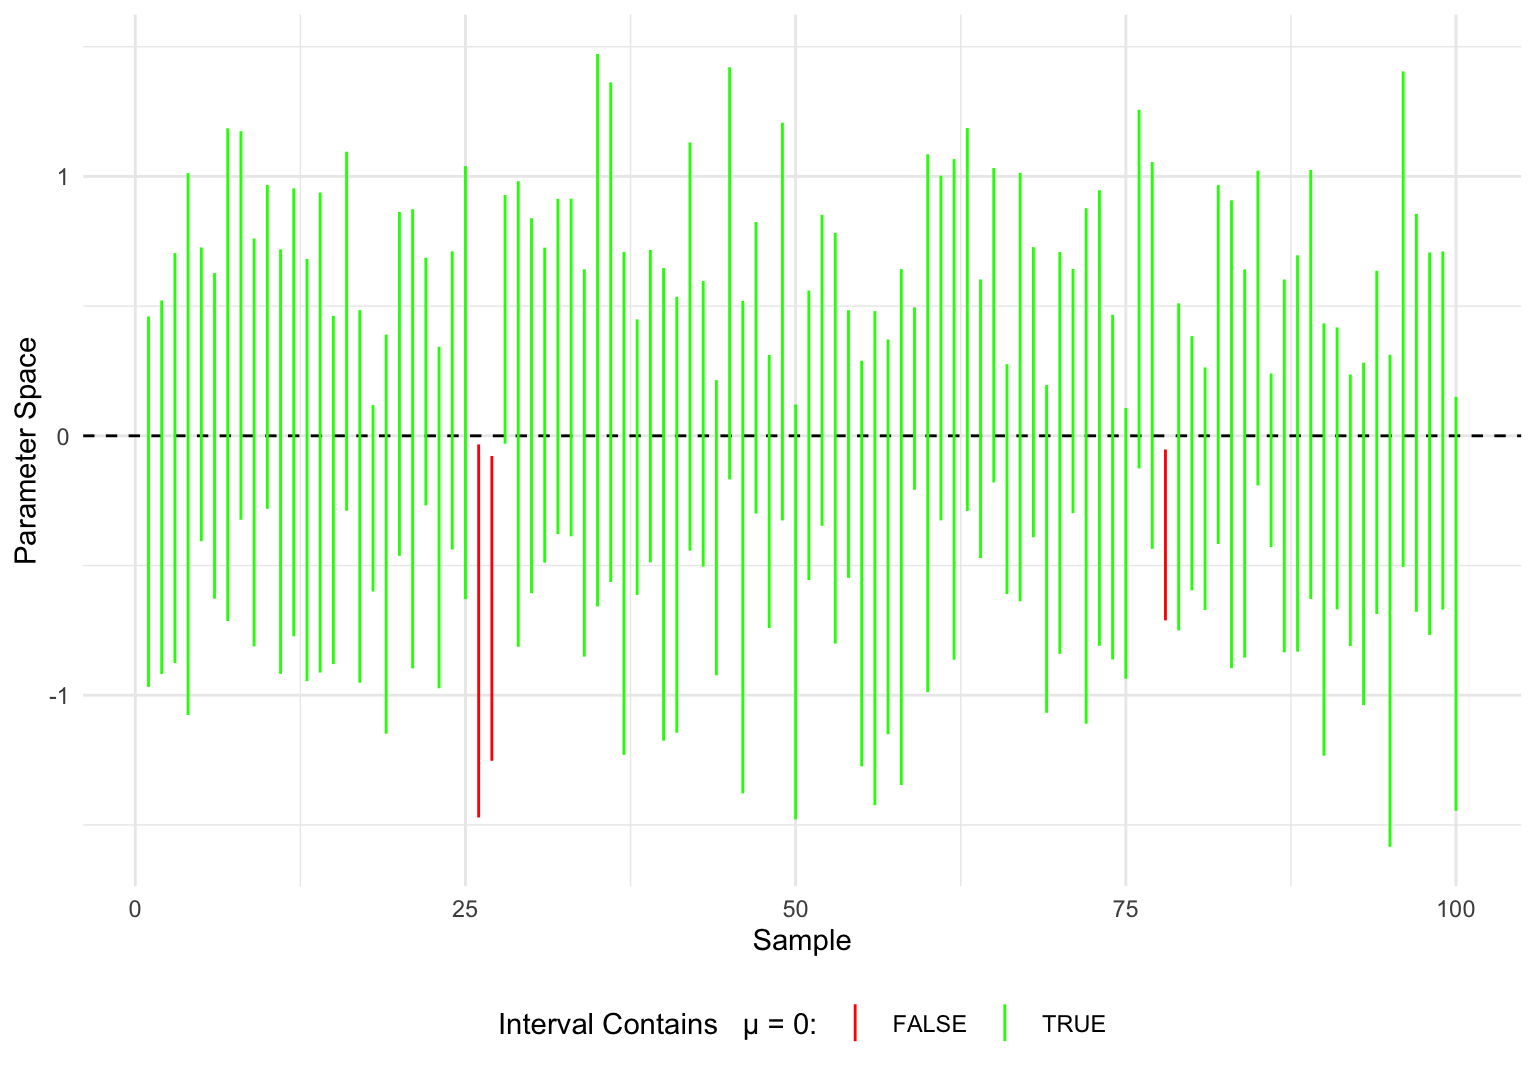 1
0
-1
Parameter Space
0 25 50 75 100
Sample
Interval Contains μ = 0: FALSE TRUE